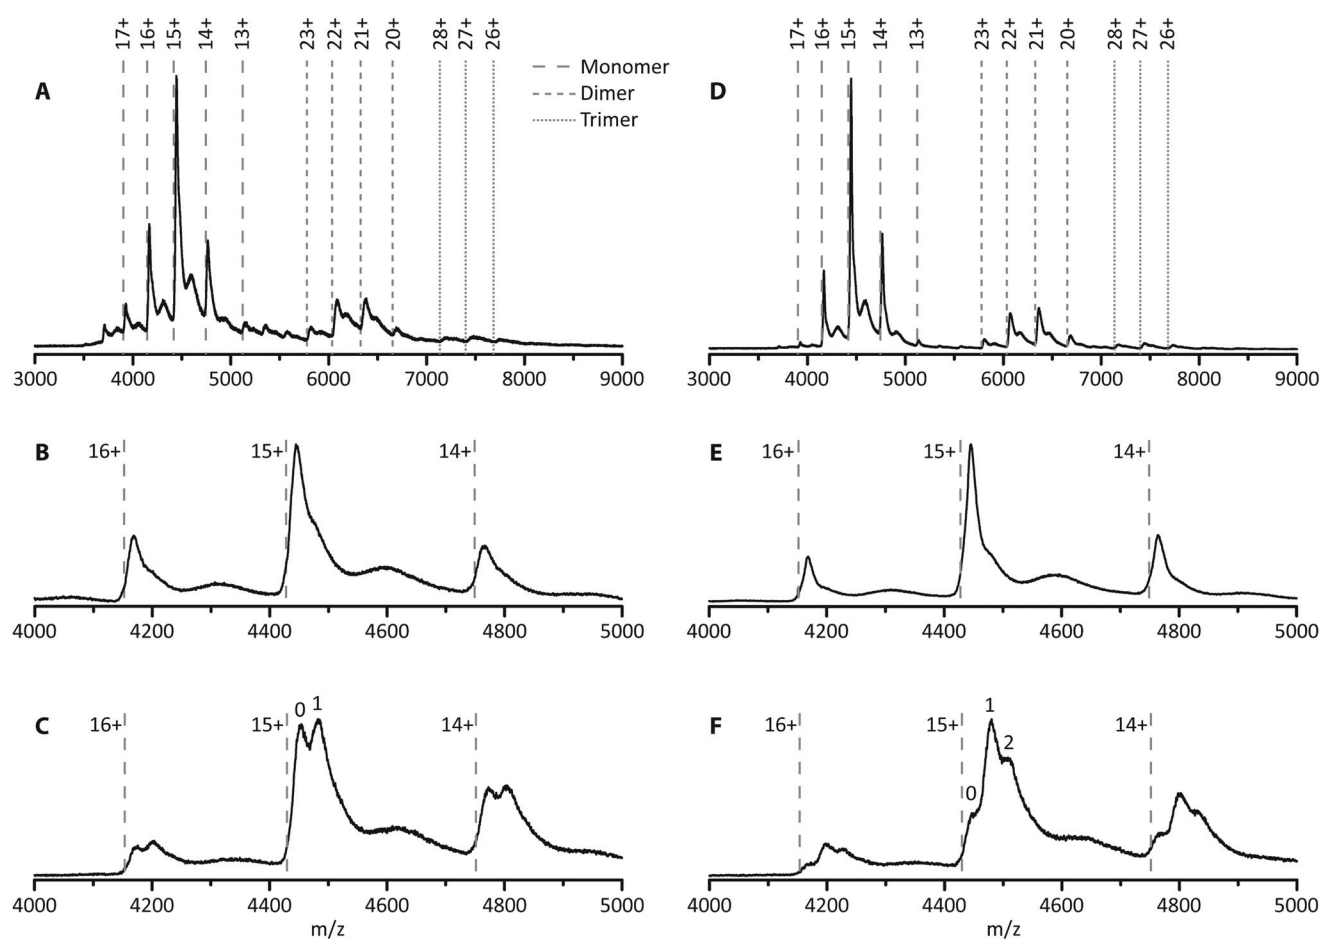 17+ 16+ 15+ 14+ 13+ 23+ 22+ 21+ 20+ 28+ 27+ 26+
A
Monomer
Dimer
Trimer
3000 4000 5000 6000 7000 8000 9000
17+ 16+ 15+ 14+ 13+ 23+ 22+ 21+ 20+ 28+ 27+ 26+
D
3000 4000 5000 6000 7000 8000 9000
B 16+ 15+ 14+
4000 4200 4400 4600 4800 5000
E 16+ 15+ 14+
4000 4200 4400 4600 4800 5000
C 16+ 15+ 0 1 14+
4000 4200 4400 4600 4800 5000
m/z
F 16+ 15+ 0 1 2 14+
4000 4200 4400 4600 4800 5000
m/z